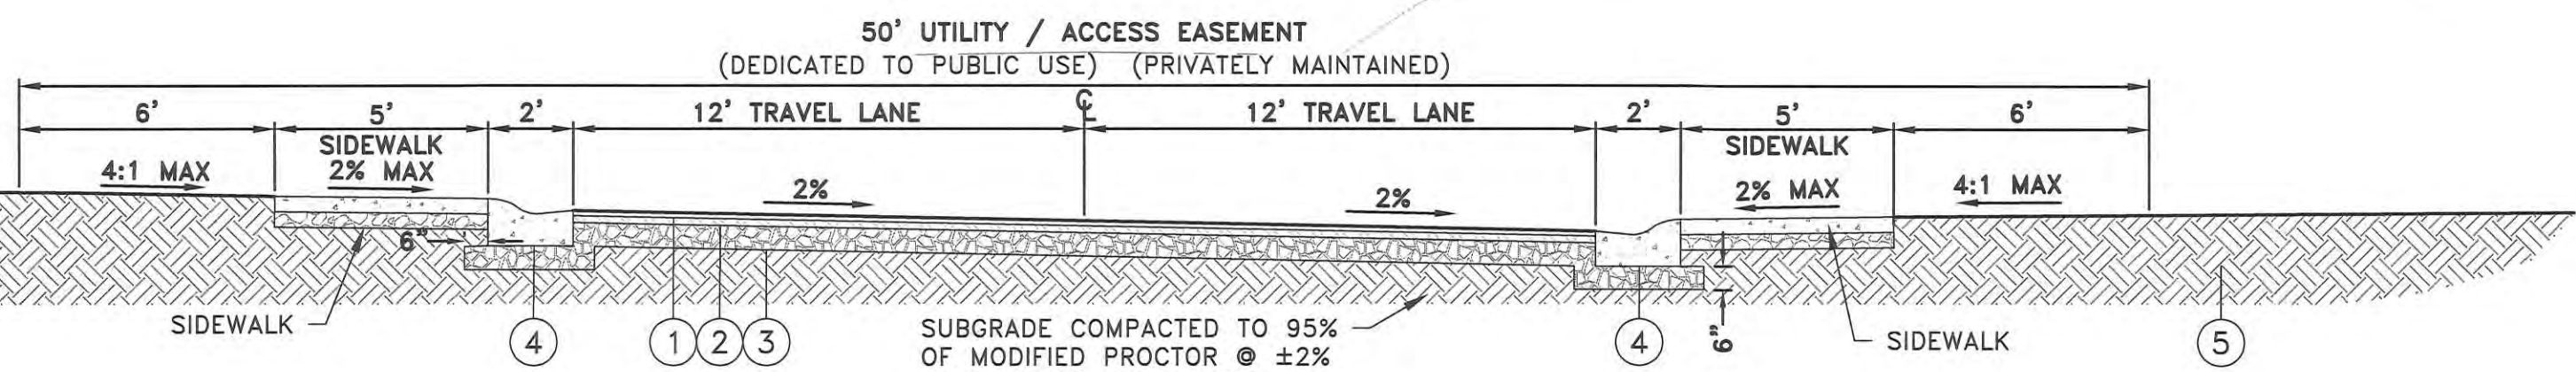 50' UTILITY / ACCESS EASEMENT
(DEDICATED TO PUBLIC USE) (PRIVATELY MAINTAINED)
6' 5' 2' 12' TRAVEL LANE ℄ 12' TRAVEL LANE 2' 5' 6'
SIDEWALK SIDEWALK
4:1 MAX 2% MAX 2% 2% 2% MAX 4:1 MAX
6"
SIDEWALK 4 1 2 3 SUBGRADE COMPACTED TO 95% 4 6" SIDEWALK 5
OF MODIFIED PROCTOR @ ±2%